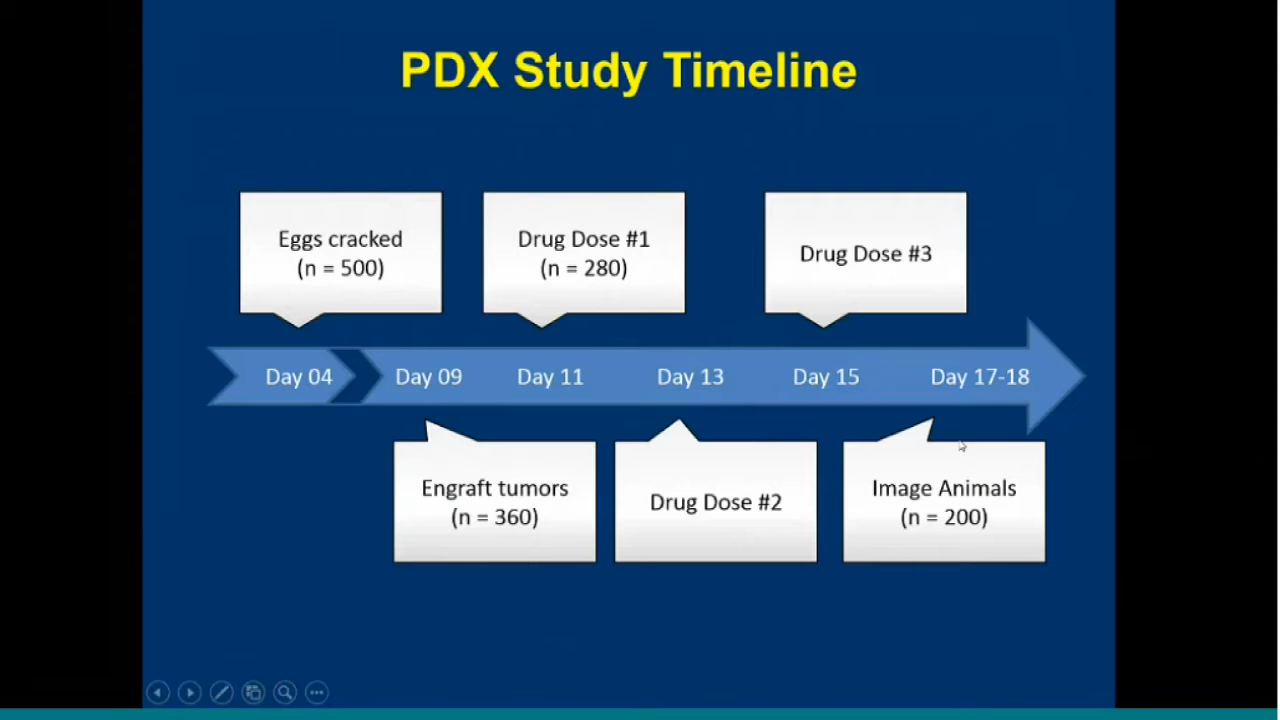 PDX Study Timeline
Eggs cracked
(n = 500)
Drug Dose #1
(n = 280)
Drug Dose #3
Day 04
Day 09
Day 11
Day 13
Day 15
Day 17-18
Engraft tumors
(n = 360)
Drug Dose #2
Image Animals
(n = 200)